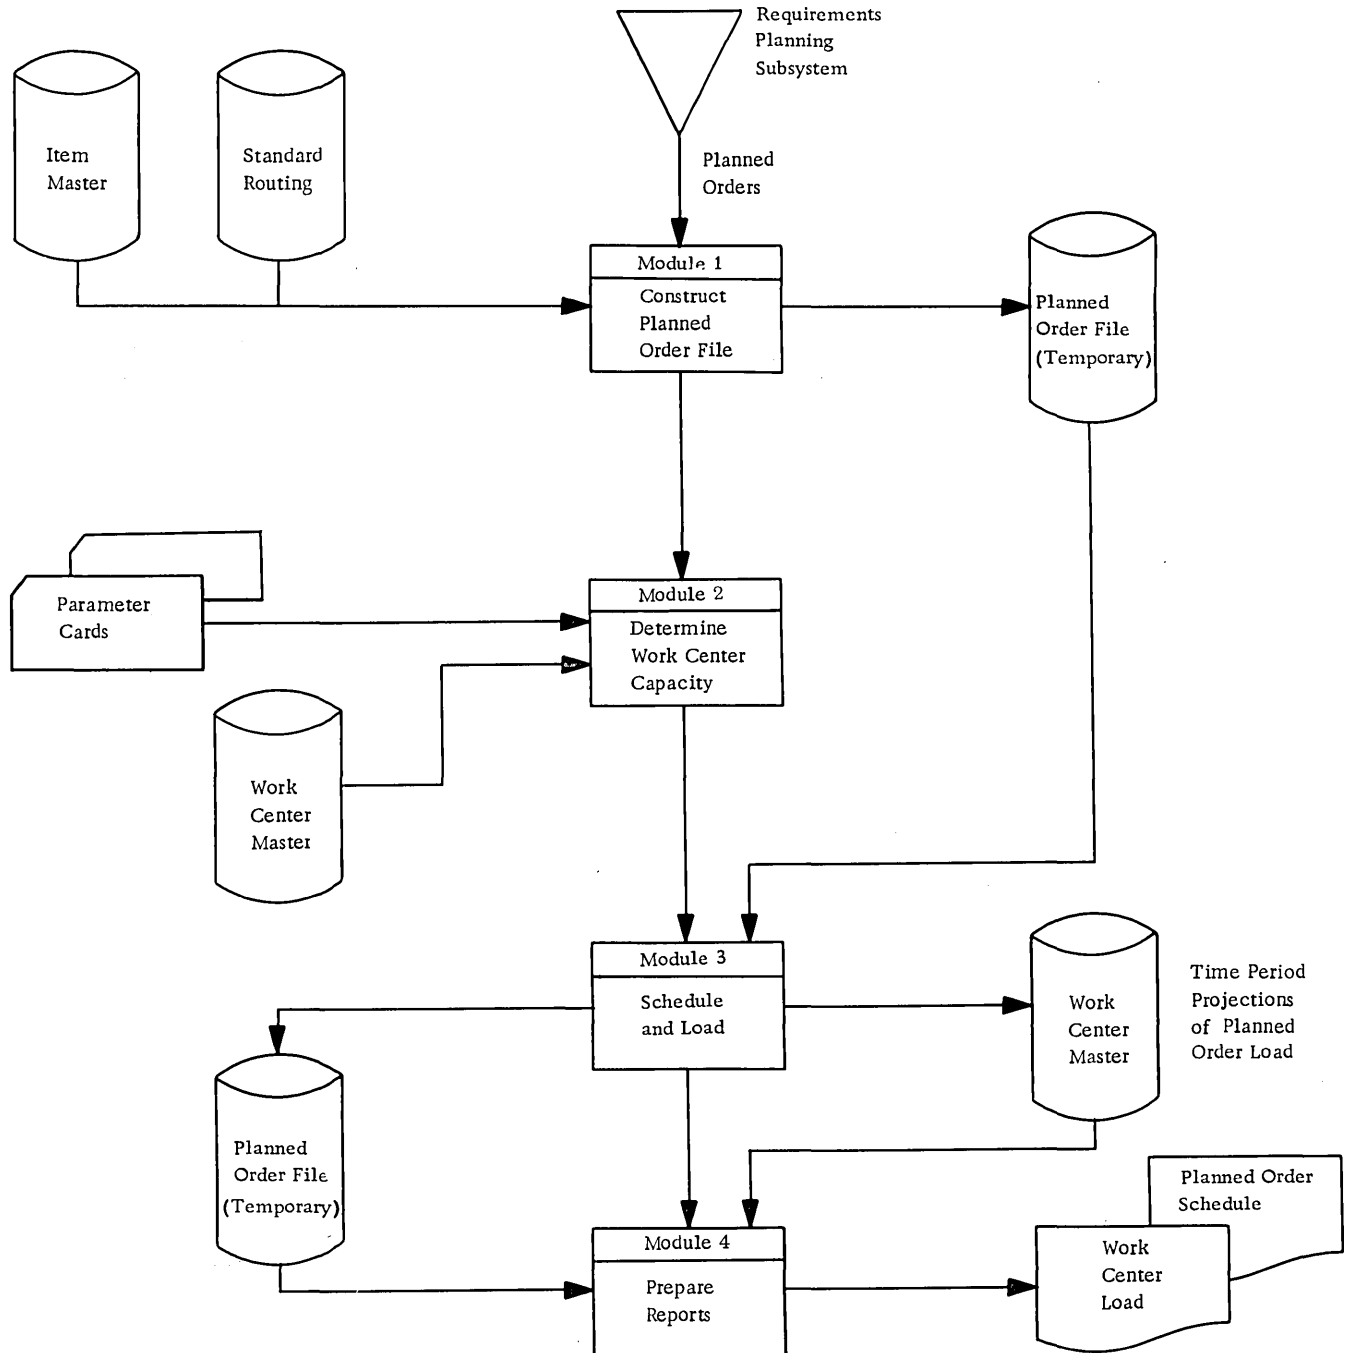 Requirements
Planning
Subsystem
Item
Master
Standard
Routing
Planned
Orders
Module 1
Construct
Planned
Order File
Planned
Order File
(Temporary)
Parameter
Cards
Module 2
Determine
Work Center
Capacity
Work
Center
Master
Module 3
Schedule
and Load
Work
Center
Master
Time Period
Projections
of Planned
Order Load
Planned
Order File
(Temporary)
Planned Order
Schedule
Module 4
Prepare
Reports
Work
Center
Load